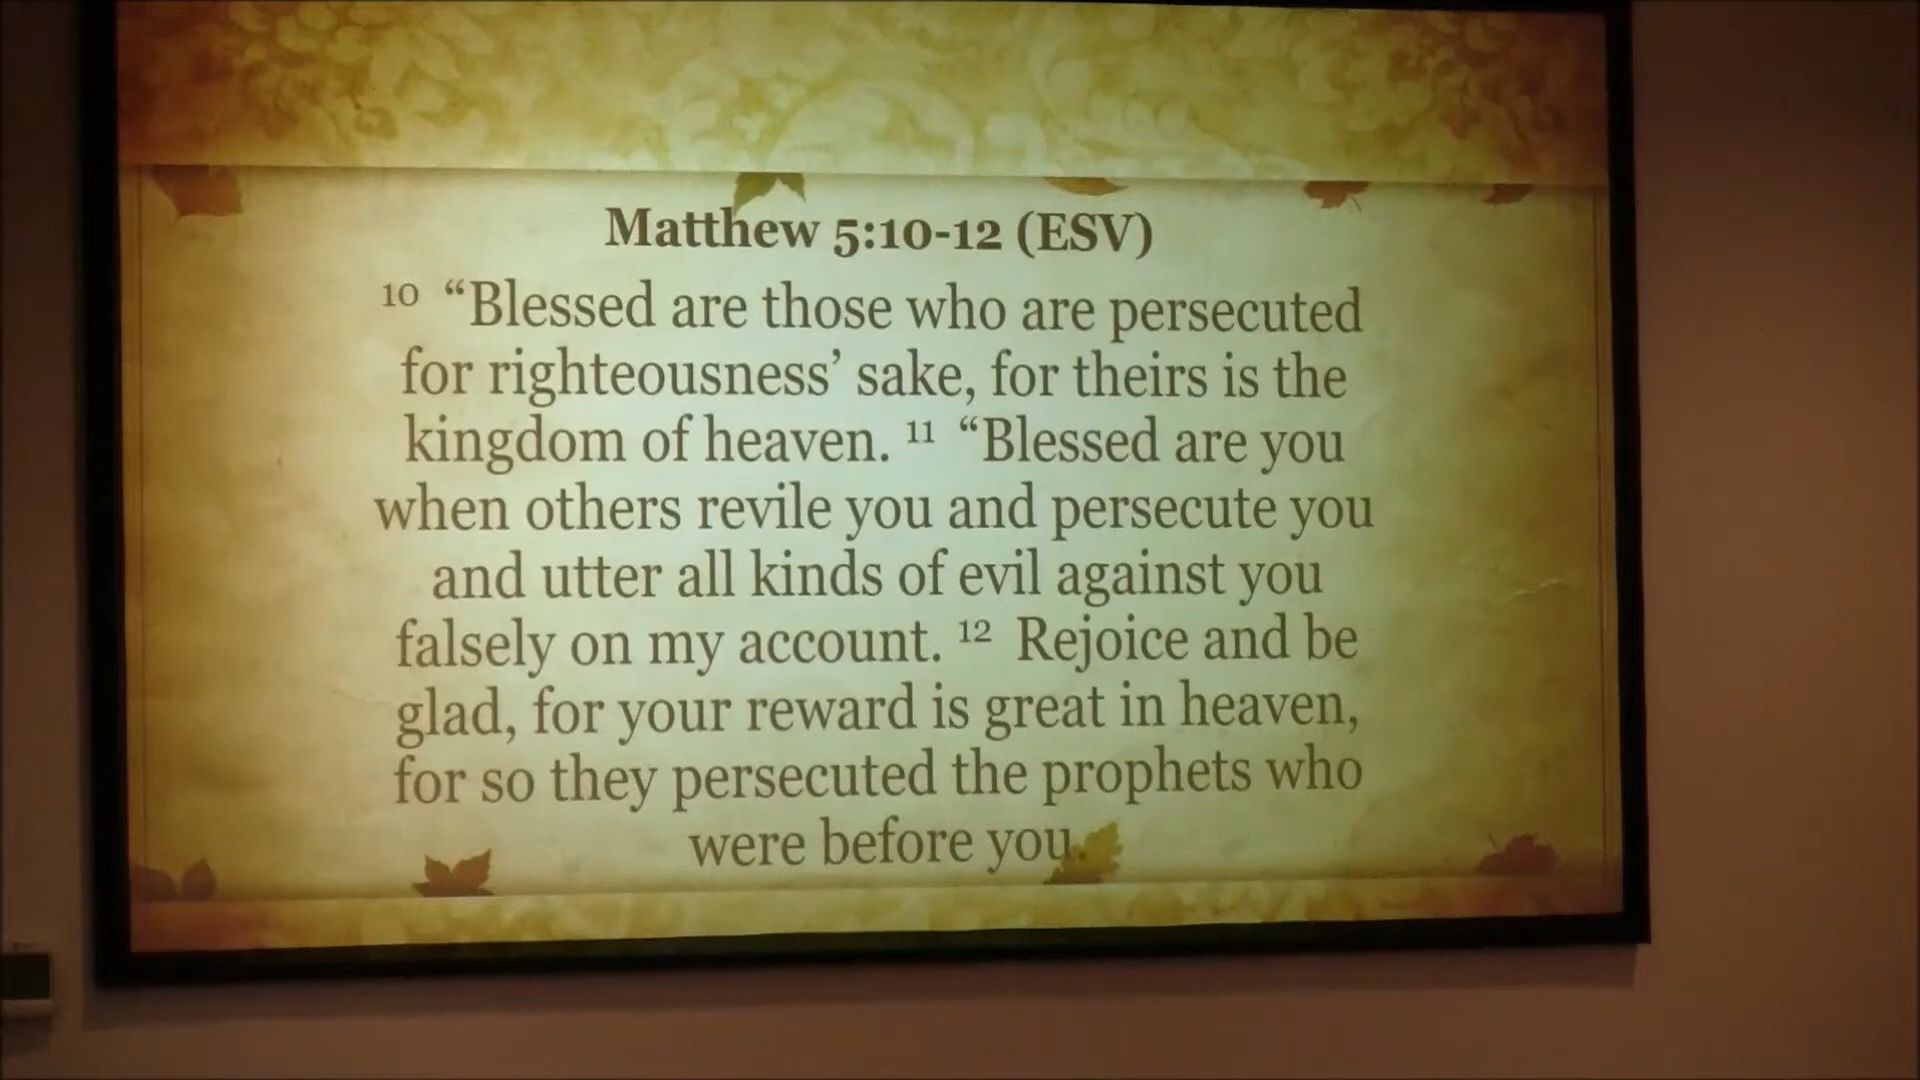 Matthew 5:10-12 (ESV)
10 “Blessed are those who are persecuted
for righteousness’ sake, for theirs is the
kingdom of heaven. 11 “Blessed are you
when others revile you and persecute you
and utter all kinds of evil against you
falsely on my account. 12 Rejoice and be
glad, for your reward is great in heaven,
for so they persecuted the prophets who
were before you.